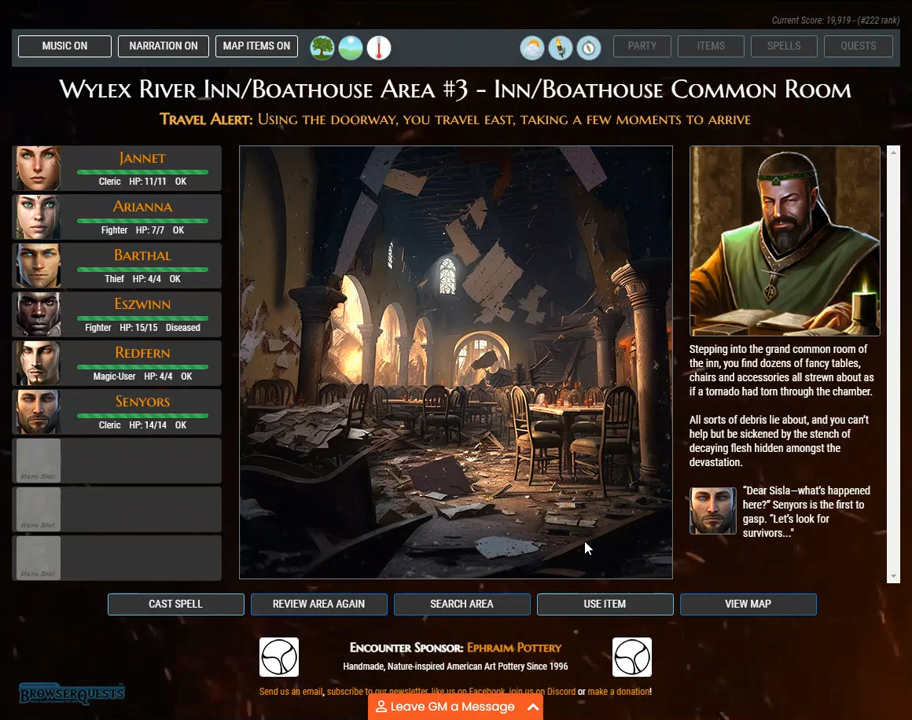 Current Score: 19,919 - (#222 rank)
MUSIC ON
NARRATION ON
MAP ITEMS ON
PARTY
ITEMS
SPELLS
QUESTS
Wylex River Inn/Boathouse Area #3 - Inn/Boathouse Common Room
Travel Alert: Using the doorway, you travel east, taking a few moments to arrive
Jannet
Cleric HP: 11/11 OK
Arianna
Fighter HP: 7/7 OK
Barthal
Thief HP: 4/4 OK
Eszwinn
Fighter HP: 15/15 Diseased
Redfern
Magic-User HP: 4/4 OK
Senyors
Cleric HP: 14/14 OK
Hero Slot
Hero Slot
Hero Slot
Stepping into the grand common room of
the inn, you find dozens of fancy tables,
chairs and accessories all strewn about as
if a tornado had torn through the chamber.
All sorts of debris lie about, and you can't
help but be sickened by the stench of
decaying flesh hidden amongst the
devastation.
"Dear Sisla—what's happened
here?" Senyors is the first to
gasp. "Let's look for
survivors..."
CAST SPELL
REVIEW AREA AGAIN
SEARCH AREA
USE ITEM
VIEW MAP
Encounter Sponsor: Ephraim Pottery
Handmade, Nature-inspired American Art Pottery Since 1996
BrowserQuests
Send us an email, subscribe to our newsletter, like us on Facebook, join us on Discord or make a donation!
Leave GM a Message